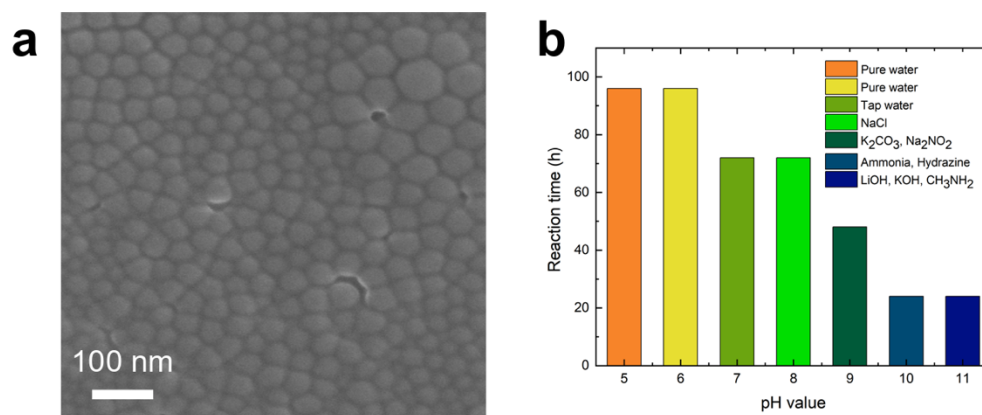 a
100 nm
b
Reaction time (h)
100
80
60
40
20
0
5 6 7 8 9 10 11
pH value
Pure water
Pure water
Tap water
NaCl
K₂CO₃, Na₂NO₂
Ammonia, Hydrazine
LiOH, KOH, CH₃NH₂